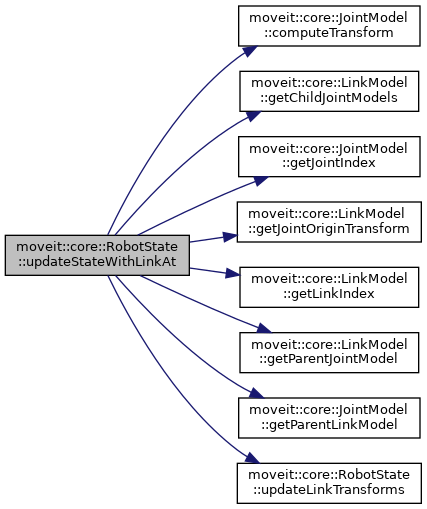 moveit::core::JointModel
::computeTransform
moveit::core::LinkModel
::getChildJointModels
moveit::core::JointModel
::getJointIndex
moveit::core::LinkModel
::getJointOriginTransform
moveit::core::RobotState
::updateStateWithLinkAt
moveit::core::LinkModel
::getLinkIndex
moveit::core::LinkModel
::getParentJointModel
moveit::core::JointModel
::getParentLinkModel
moveit::core::RobotState
::updateLinkTransforms